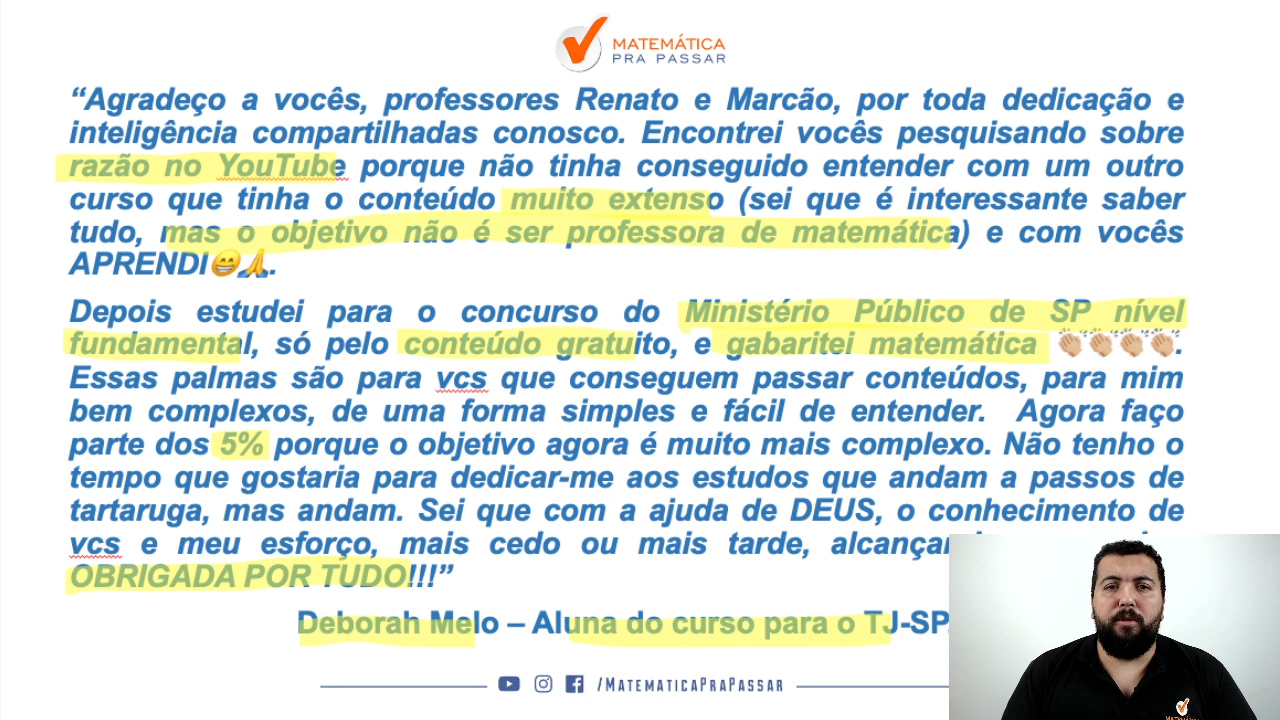 MATEMÁTICA
PRA PASSAR
“Agradeço a vocês, professores Renato e Marcão, por toda dedicação e
inteligência compartilhadas conosco. Encontrei vocês pesquisando sobre
razão no YouTube porque não tinha conseguido entender com um outro
curso que tinha o conteúdo muito extenso (sei que é interessante saber
tudo, mas o objetivo não é ser professora de matemática) e com vocês
APRENDI😁🙏.
Depois estudei para o concurso do Ministério Público de SP nível
fundamental, só pelo conteúdo gratuito, e gabaritei matemática 👏🏼👏🏼👏🏼👏🏼.
Essas palmas são para vcs que conseguem passar conteúdos, para mim
bem complexos, de uma forma simples e fácil de entender. Agora faço
parte dos 5% porque o objetivo agora é muito mais complexo. Não tenho o
tempo que gostaria para dedicar-me aos estudos que andam a passos de
tartaruga, mas andam. Sei que com a ajuda de DEUS, o conhecimento de
vcs e meu esforço, mais cedo ou mais tarde,
OBRIGADA POR TUDO!!!”
Deborah Melo – Aluna do curso para o TJ-SP
/MATEMATICAPRAPASSAR